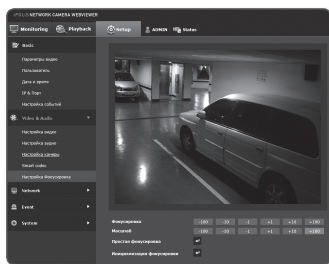 iPOLiS NETWORK CAMERA WEBVIEWER
Monitoring Playback Setup ADMIN Status
Basic
Параметры видео
Пользователь
Дата и время
IP & Порт
Настройка событий
Video & Audio
Настройка видео
Настройка аудио
Настройка камеры
Smart codec
Настройка Фокусировка
Network
Event
System
Фокусировка -100 -10 -1 +1 +10 +100
Масштаб -100 -10 -1 +1 +10 +100
Простая фокусировка
Инициализация фокусировки